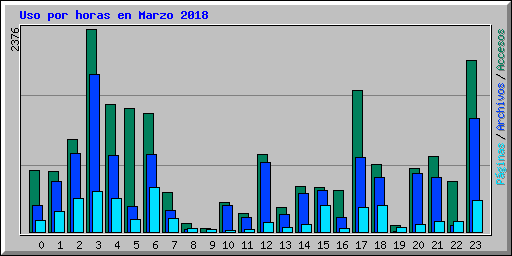 Uso por horas en Marzo 2018
2376
Páginas / Archivos / Accesos
0 1 2 3 4 5 6 7 8 9 10 11 12 13 14 15 16 17 18 19 20 21 22 23